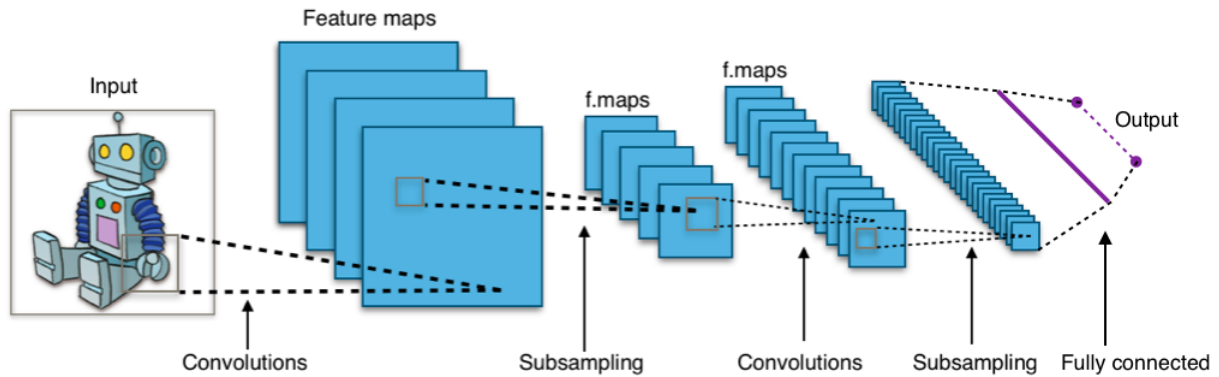 Feature maps
Input
f.maps
f.maps
Output
Convolutions
Subsampling
Convolutions
Subsampling
Fully connected